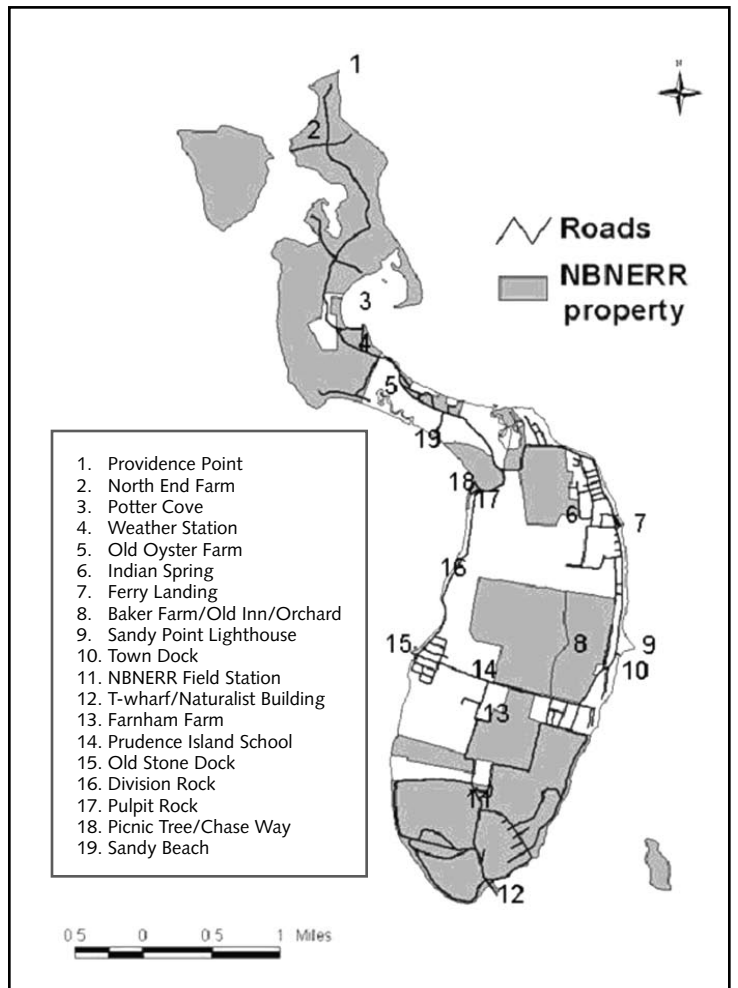 1
N
2
Roads
NBNERR
property
3
4
5
19
18
17
6
7
16
15
14
8
9
10
13
11
12
1. Providence Point
2. North End Farm
3. Potter Cove
4. Weather Station
5. Old Oyster Farm
6. Indian Spring
7. Ferry Landing
8. Baker Farm/Old Inn/Orchard
9. Sandy Point Lighthouse
10. Town Dock
11. NBNERR Field Station
12. T-wharf/Naturalist Building
13. Farnham Farm
14. Prudence Island School
15. Old Stone Dock
16. Division Rock
17. Pulpit Rock
18. Picnic Tree/Chase Way
19. Sandy Beach
0 5 0 0 5 1 Miles